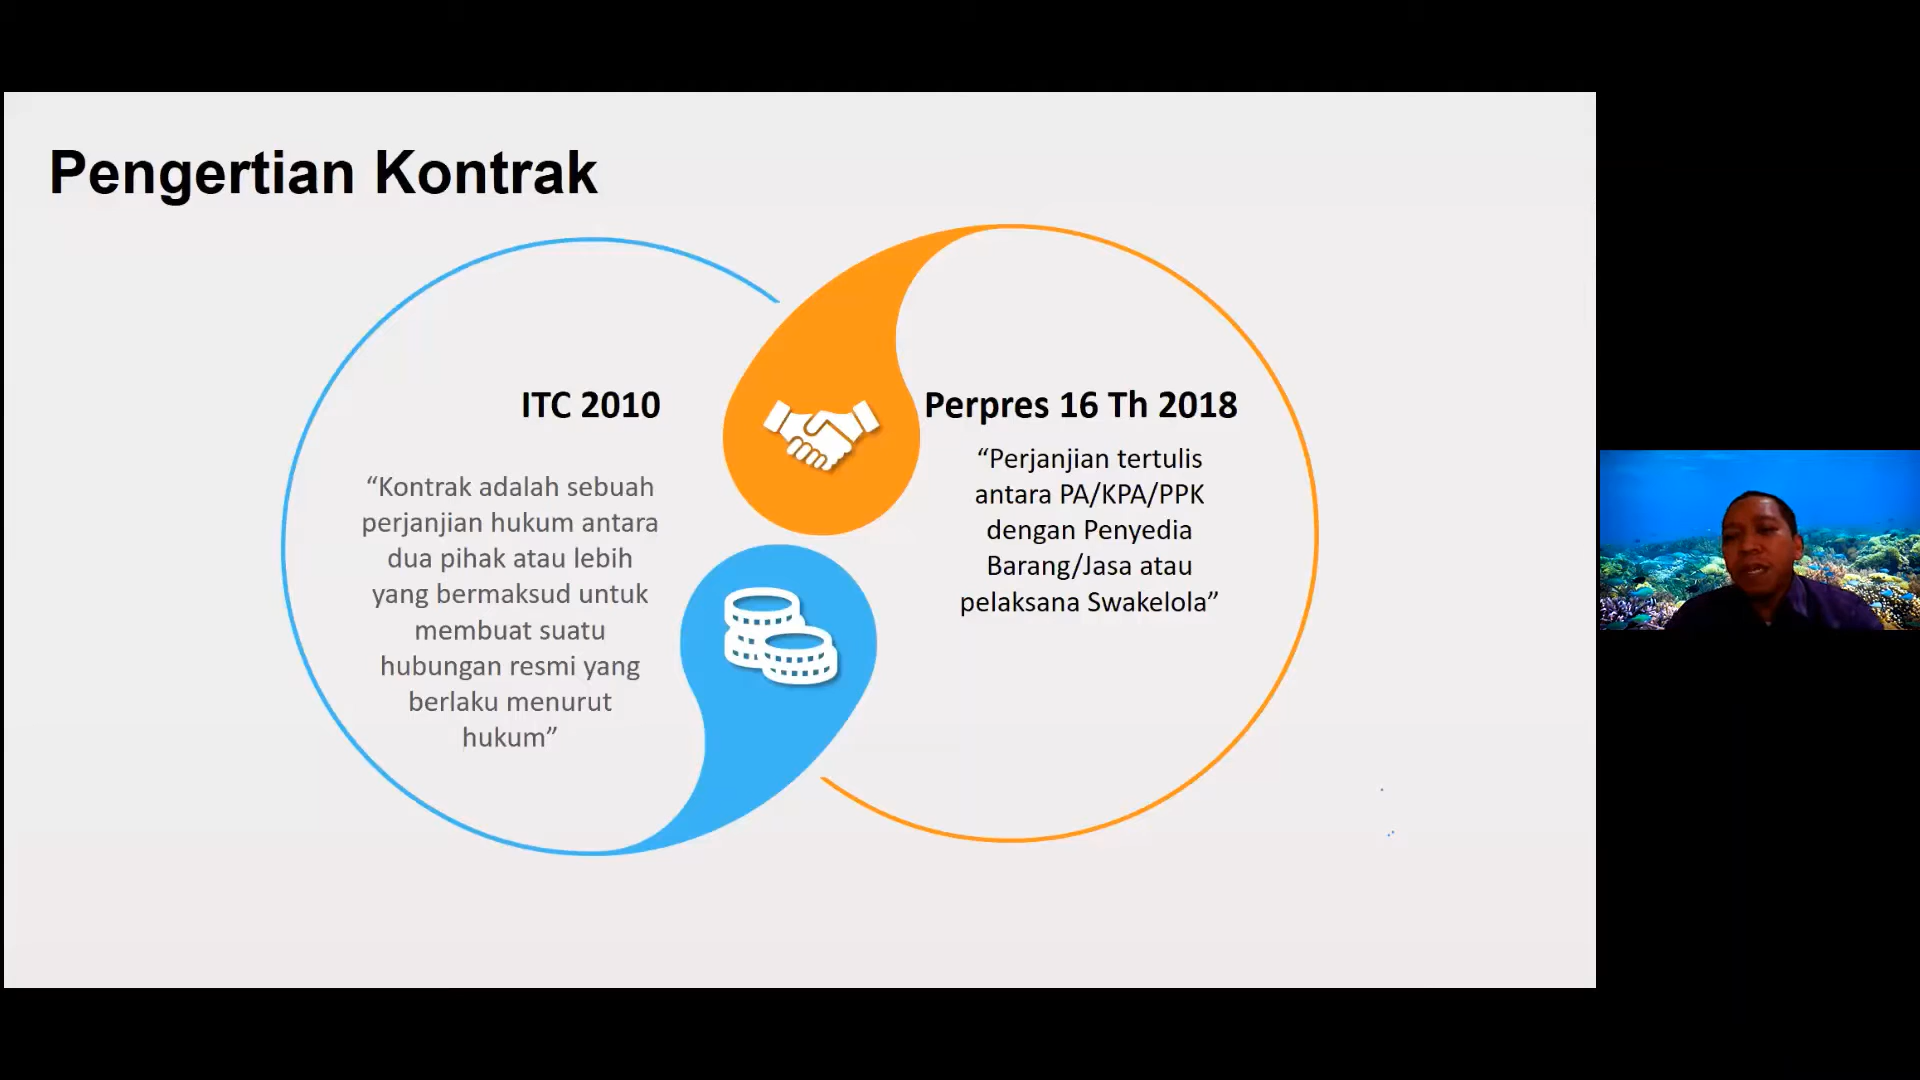 Pengertian Kontrak
ITC 2010
“Kontrak adalah sebuah
perjanjian hukum antara
dua pihak atau lebih
yang bermaksud untuk
membuat suatu
hubungan resmi yang
berlaku menurut
hukum”
Perpres 16 Th 2018
“Perjanjian tertulis
antara PA/KPA/PPK
dengan Penyedia
Barang/Jasa atau
pelaksana Swakelola”